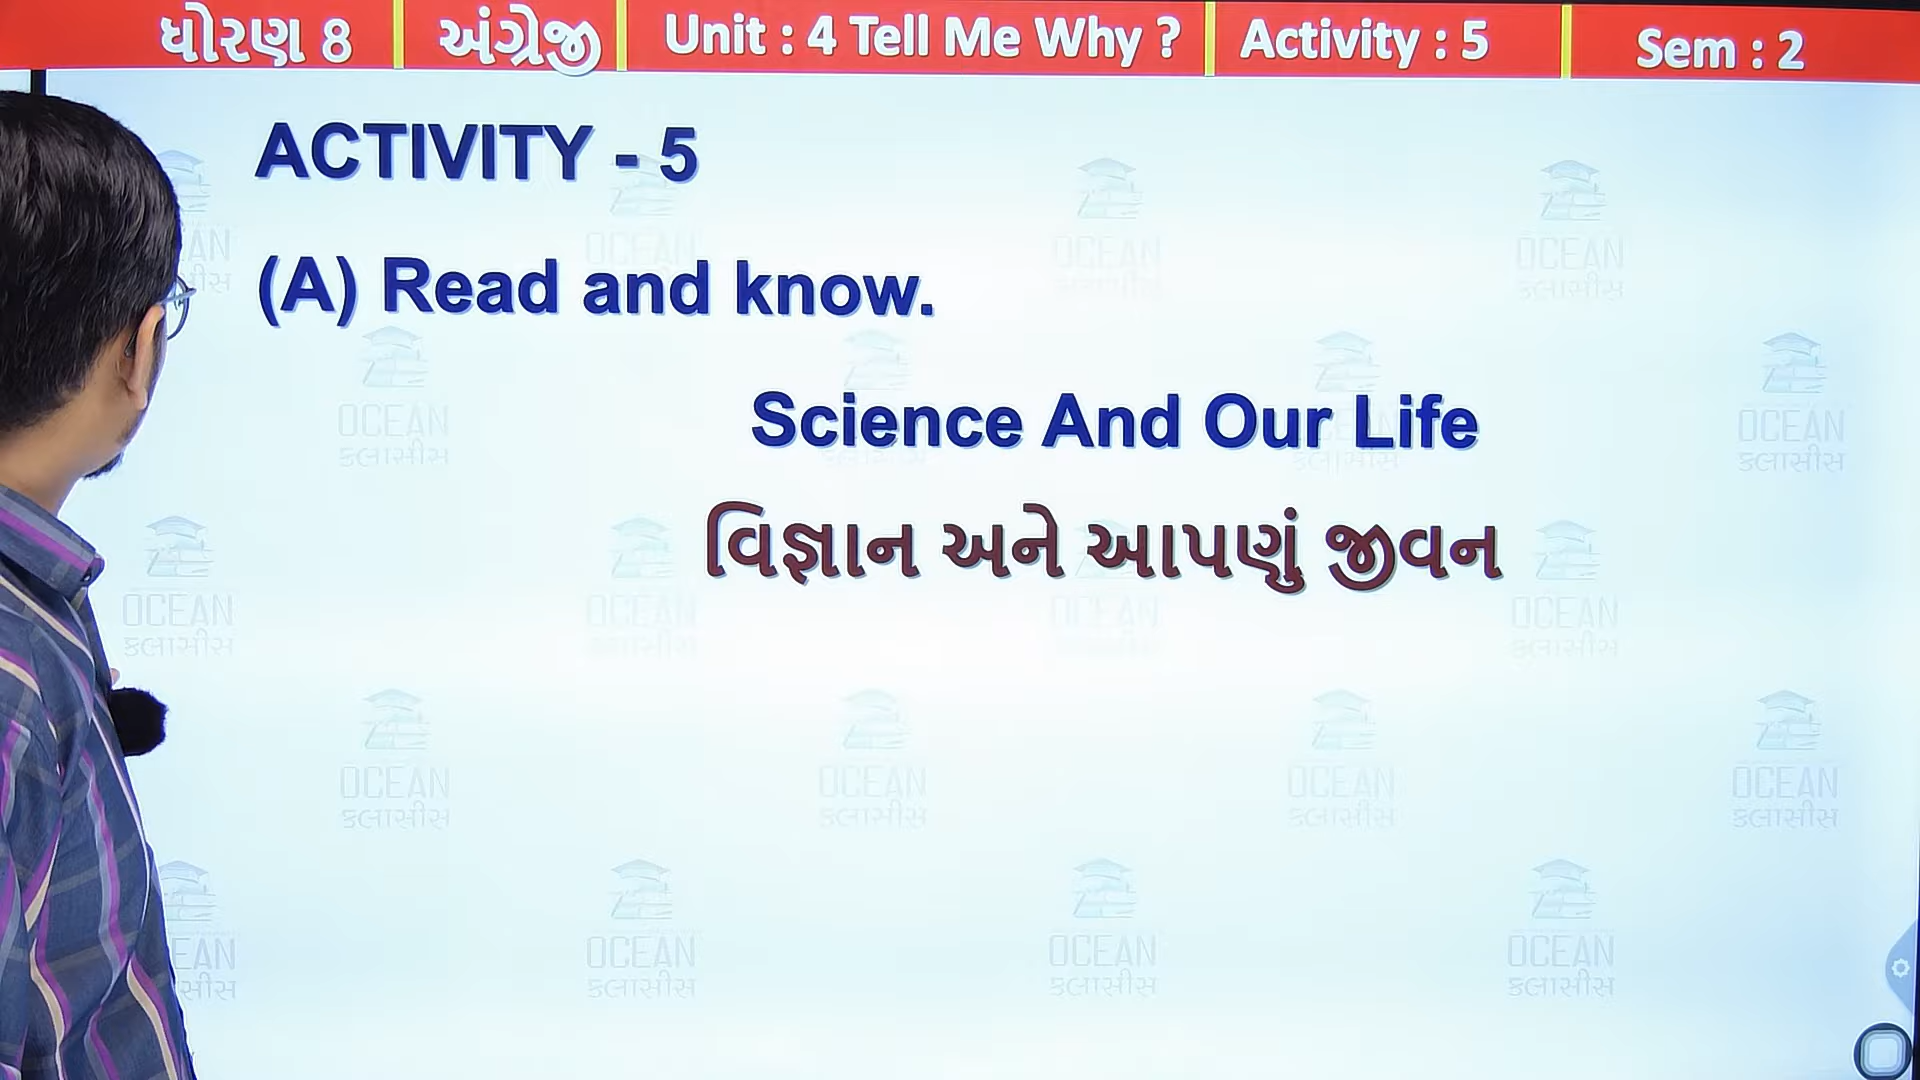 ધોરણ 8 અંગ્રેજી Unit : 4 Tell Me Why ? Activity : 5 Sem : 2
ACTIVITY - 5
(A) Read and know.
Science And Our Life
વિજ્ઞાન અને આપણું જીવન
OCEAN
ક્લાસીસ